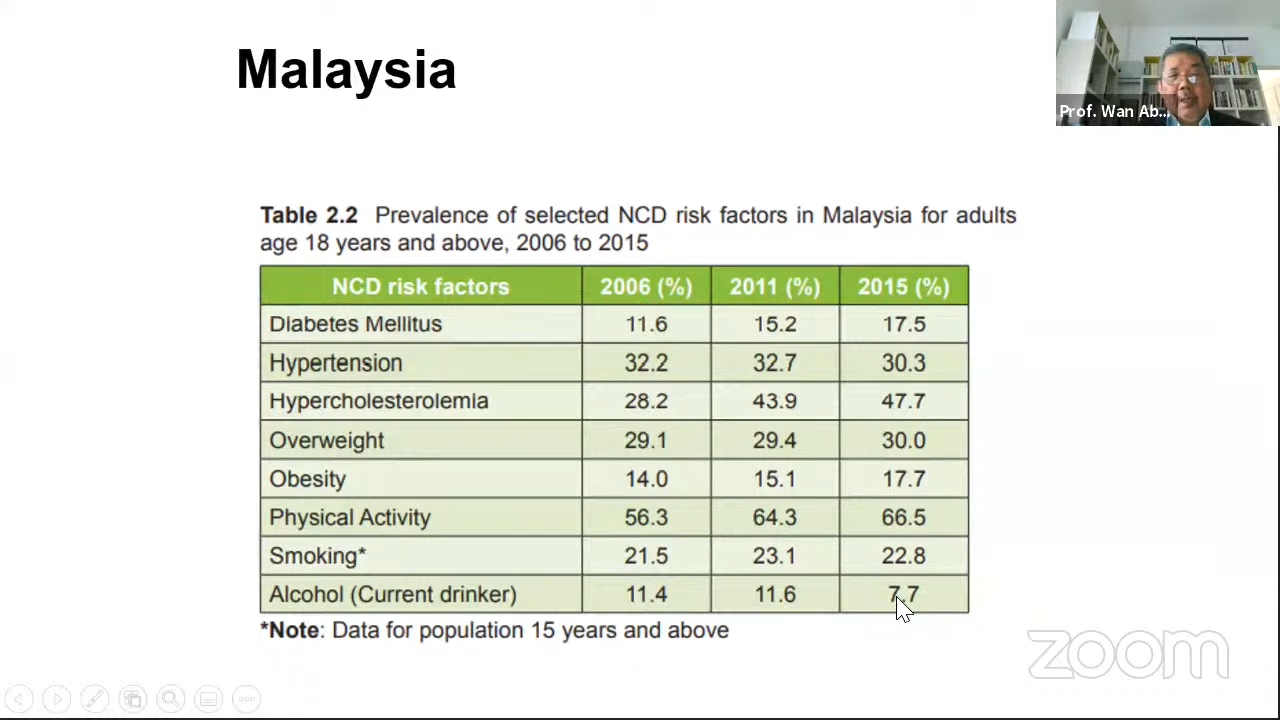 Malaysia
Prof. Wan Ab...
Table 2.2 Prevalence of selected NCD risk factors in Malaysia for adults
age 18 years and above, 2006 to 2015
NCD risk factors 2006 (%) 2011 (%) 2015 (%)
Diabetes Mellitus 11.6 15.2 17.5
Hypertension 32.2 32.7 30.3
Hypercholesterolemia 28.2 43.9 47.7
Overweight 29.1 29.4 30.0
Obesity 14.0 15.1 17.7
Physical Activity 56.3 64.3 66.5
Smoking* 21.5 23.1 22.8
Alcohol (Current drinker) 11.4 11.6 7.7
*Note: Data for population 15 years and above
zoom